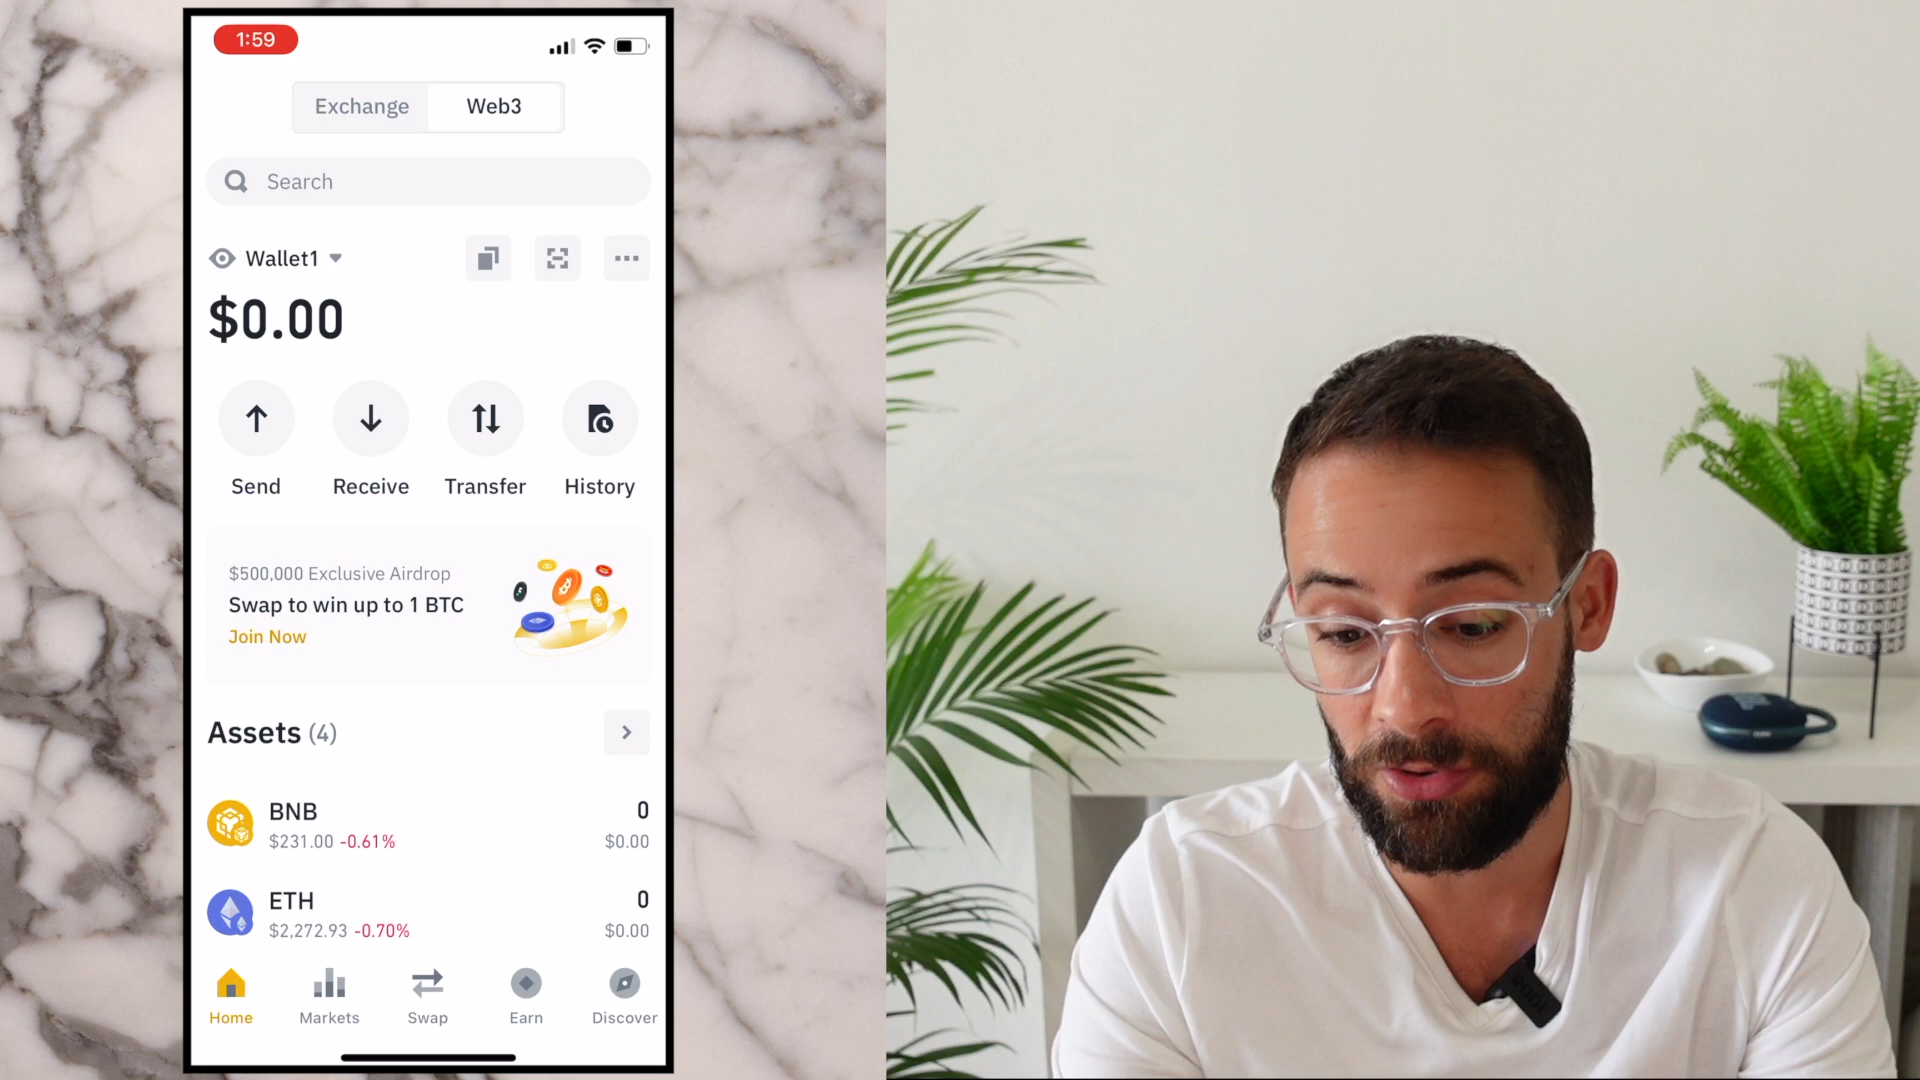 1:59
Exchange Web3
Search
Wallet1
$0.00
Send Receive Transfer History
$500,000 Exclusive Airdrop
Swap to win up to 1 BTC
Join Now
Assets (4)
BNB 0
$231.00 -0.61% $0.00
ETH 0
$2,272.93 -0.70% $0.00
Home Markets Swap Earn Discover
RODE